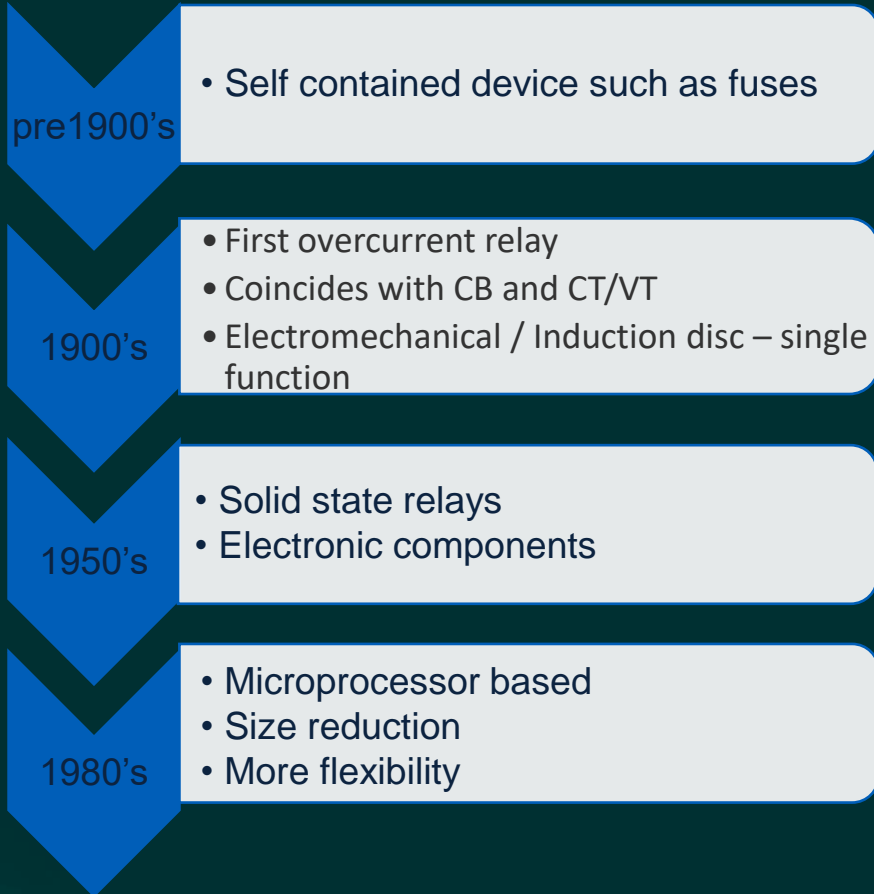 pre1900’s
• Self contained device such as fuses
1900’s
• First overcurrent relay
• Coincides with CB and CT/VT
• Electromechanical / Induction disc – single
function
1950’s
• Solid state relays
• Electronic components
1980’s
• Microprocessor based
• Size reduction
• More flexibility